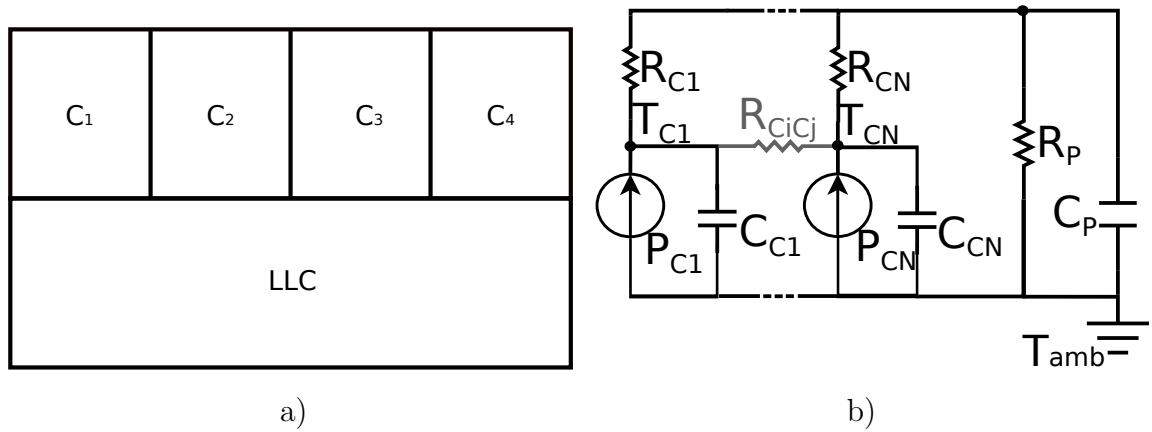 C1
C2
C3
C4
LLC
a)
RC1
RCN
TC1
RCiCj
TCN
RP
PC1
CC1
PCN
CCN
CP
Tamb
b)